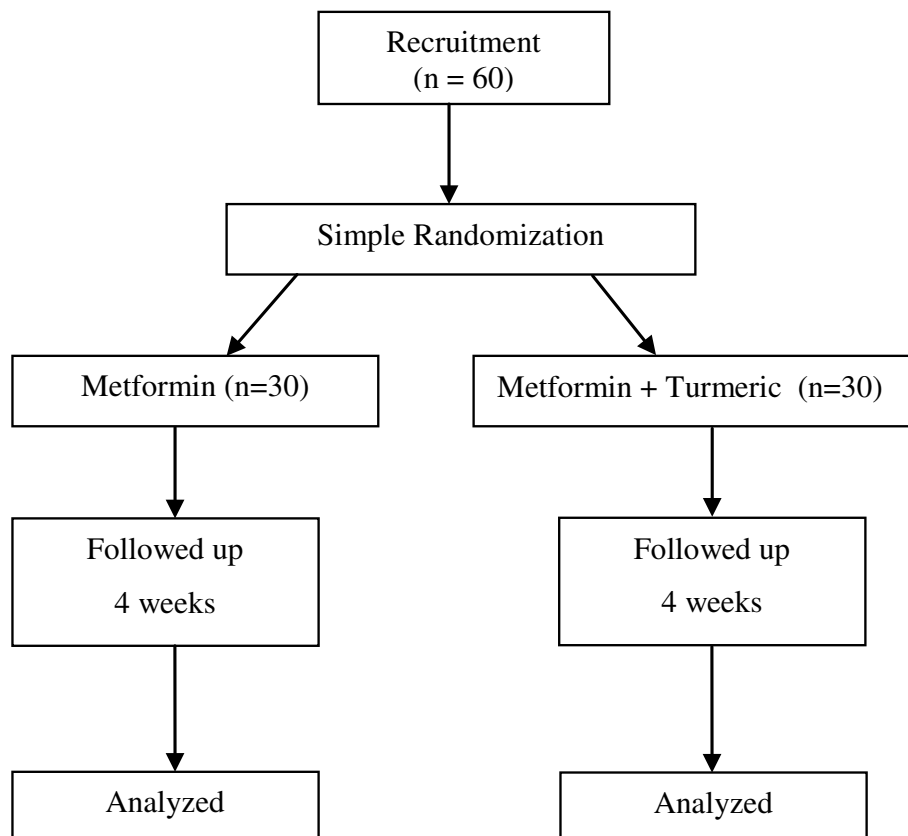 Recruitment
(n = 60)
Simple Randomization
Metformin (n=30)
Metformin + Turmeric (n=30)
Followed up
4 weeks
Followed up
4 weeks
Analyzed
Analyzed